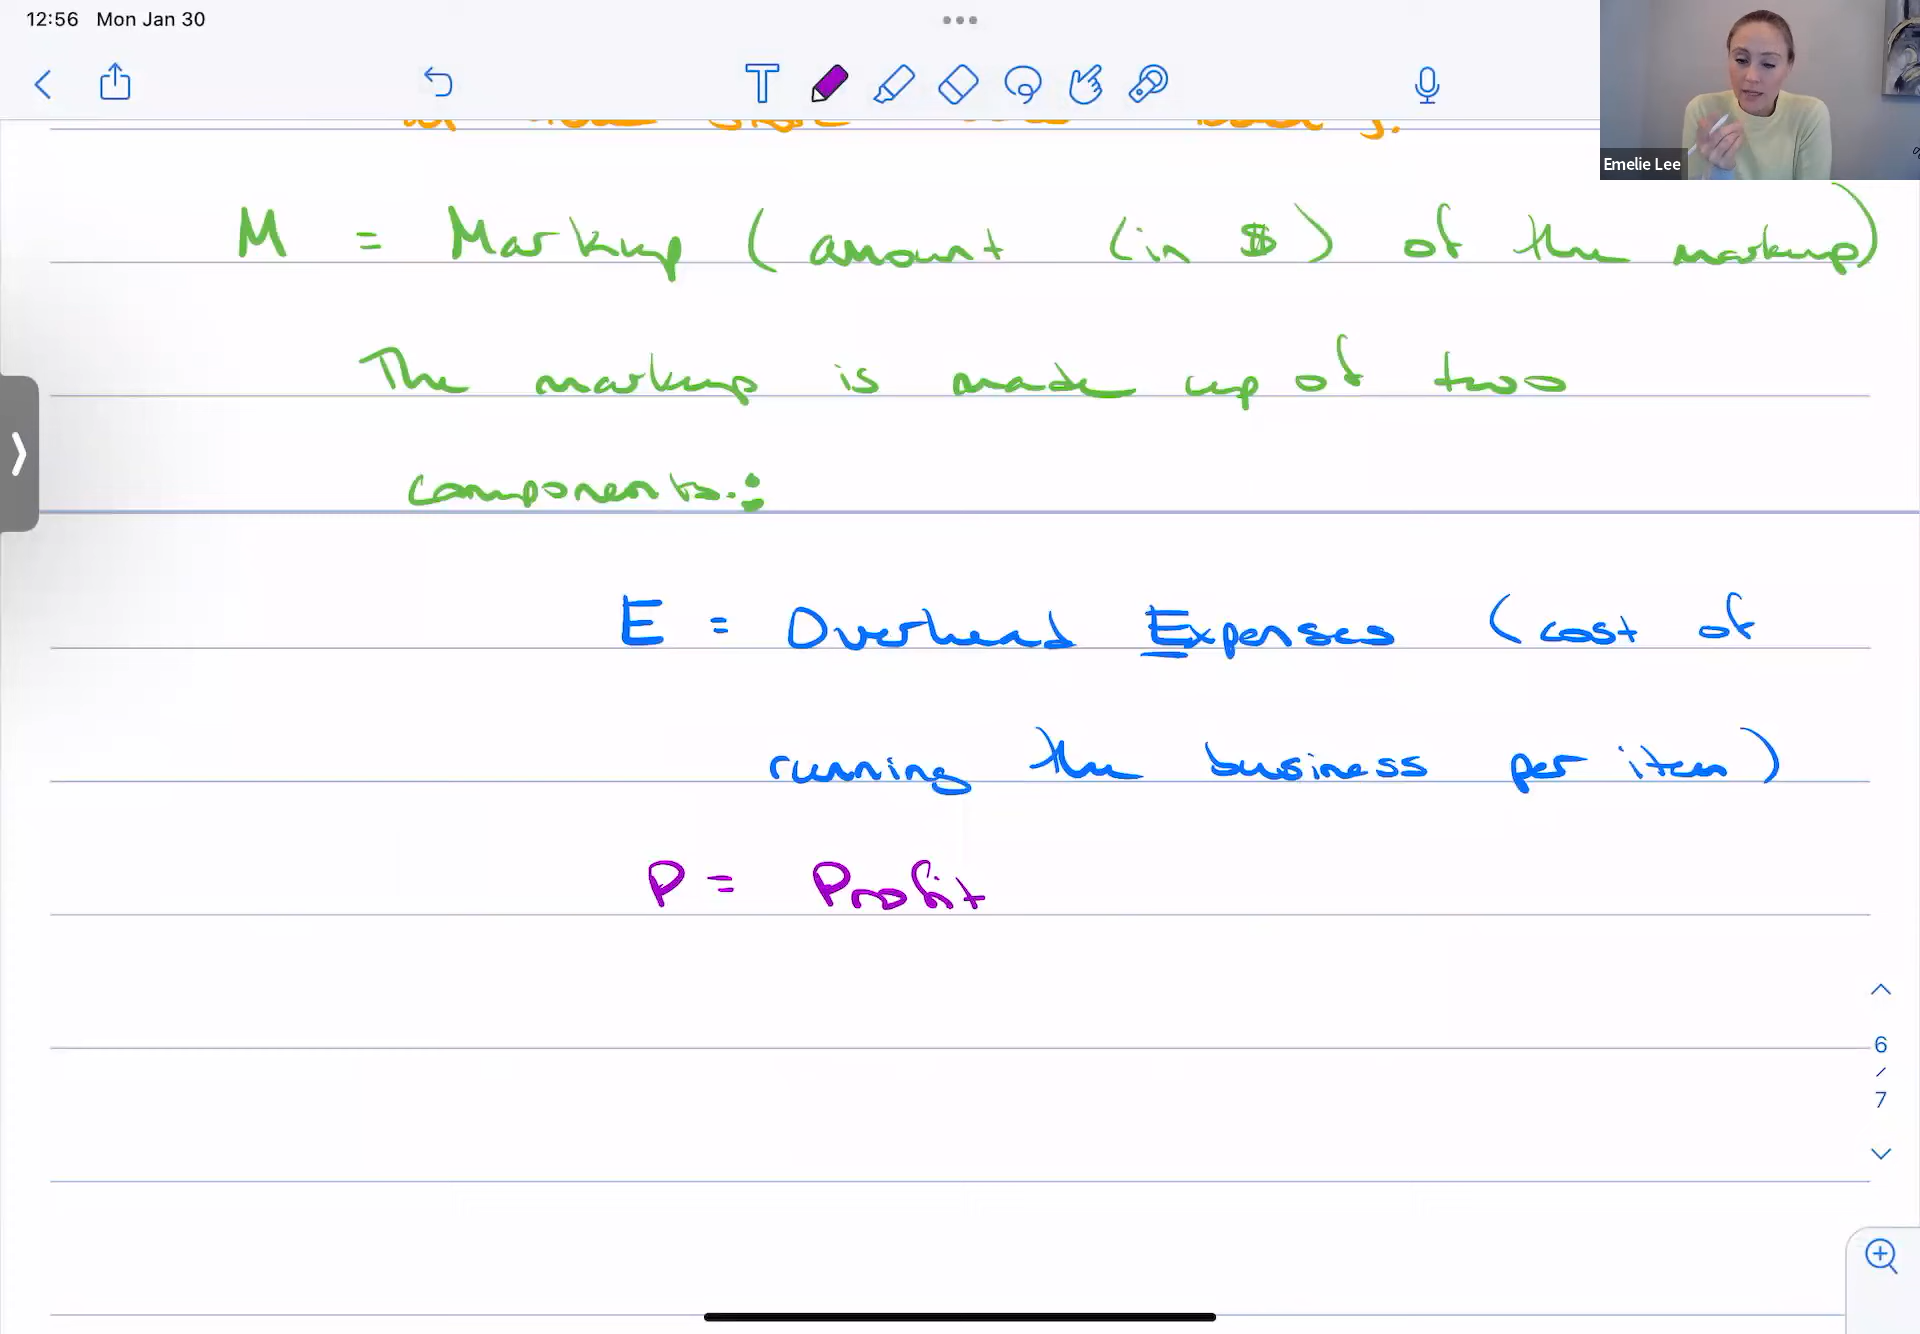 12:56 Mon Jan 30
T
Emelie Lee
M = Markup (amount (in $) of the markup)
The markup is made up of two
components:
E = Overhead Expenses (cost of
running the business per item)
P = Profit
6
/
7